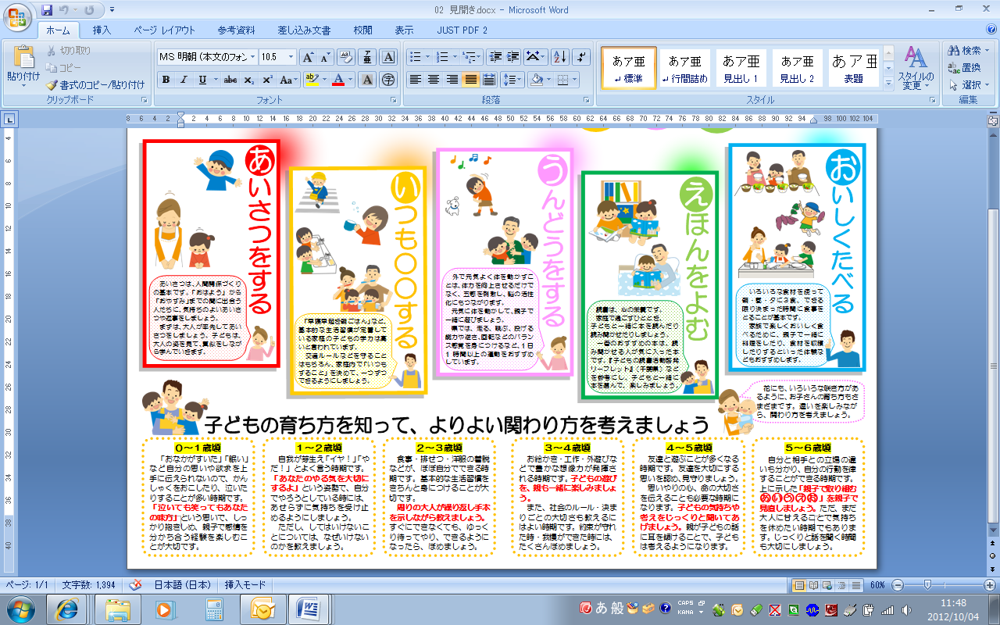 02 見開き.docx - Microsoft Word
ホーム
挿入
ページ レイアウト
参考資料
差し込み文書
校閲
表示
JUST PDF 2
貼り付け
切り取り
コピー
書式のコピー/貼り付け
クリップボード
MS 明朝 (本文のフォン
10.5
フォント
段落
あア亜
標準
あア亜
行間詰め
あア亜
見出し 1
あア亜
見出し 2
あア亜
表題
スタイルの
変更
スタイル
検索
置換
選択
編集
8 6 4 2 2 4 6 8 10 12 14 16 18 20 22 24 26 28 30 32 34 36 38 40 42 44 46 48 50 52 54 56 58 60 62 64 66 68 70 72 74 76 78 80 82 84 86 88 90 92 94 98 100 102 104
あいさつをする
あいさつは、人間関係づくり
の基本です。「おはよう」から
「おやすみ」までの間に出会う
人たちに、気持ちのよいあいさ
つや返事をしましょう。
まずは、大人が率先してあい
さつをしましょう。子どもは、
大人の姿を見て、真似をしなが
ら学んでいきます。
いつも〇〇する
「早寝早起き朝ごはん」など、
基本的な生活習慣が定着して
いる家庭の子どもの学力は高
いと言われています。
交通ルールなどを守ること
はもちろん、家庭内で「いつも
すること」を決めて、一つずつ
できるようにしましょう。
うんどうをする
外で元気よく体を動かすこ
とは、体力を向上させるだけで
なく、五感を刺激し、脳の活性
化にもつながります。
元気に体を動かして、親子で
一緒に遊びましょう。
県では、走る、跳ぶ、投げる
能力や逆さ、回転などのバラン
ス感覚を身につけるなど、1日
1時間以上の運動をおすすめ
しています。
えほんをよむ
読書は、心の栄養です。
家庭で過ごすひととき、
子どもと一緒に本を読んだり
読み聞かせたりしましょう。
一番のおすすめの本は、読
み聞かせる人が気に入った本
です。『子どもの読書活動啓発
リーフレット』（千葉県）など
を参考にし、子どもと一緒に
本を選んで、楽しみましょう。
おいしくたべる
いろいろな食材を使って
朝・昼・夕に3食、できる
限り決まった時間に食事を
とることが基本です。
家族で楽しくおいしく食
べるために、親子で一緒に
料理をしたり、食材を収穫
したりするといった体験な
どもおすすめします。
花にも、いろいろな咲き方があ
るように、お子さんの育ち方もさ
まざまです。違いを楽しみなが
ら、関わり方を考えましょう。
子どもの育ち方を知って、よりよい関わり方を考えましょう
0～1歳頃
「おなかがすいた」「眠い」
など自分の思いや欲求を上
手に伝えられないので、かん
しゃくをおこしたり、泣いた
りすることが多い時期です。
「泣いても笑ってもあなた
の味方」という思いで、しっ
かり抱きしめ、親子で感情を
分かち合う経験を楽しむこ
とが大切です。
1～2歳頃
自我が芽生え「イヤ！」「や
だ！」とよく言う時期です。
「あなたのやる気を大切に
するよ」という姿勢で、自分
でやろうとしている時には、
あせらずに気持ちを受け止
めるようにしましょう。
ただし、してはいけないこ
とについては、なぜいけない
のかを教えましょう。
2～3歳頃
食事・排せつ・洋服の着脱
などが、ほぼ自分でできる時
期です。基本的な生活習慣を
きちんと身につけることが大
切です。
周りの大人が繰り返し手本
を示しながら教えましょう。
すぐにできなくても、ゆっく
り待ってやり、できるように
なったら、ほめましょう。
3～4歳頃
お絵かき・工作・外遊びな
どで豊かな想像力が発揮さ
れる時期です。子どもの遊び
を、親も一緒に楽しみましょ
う。
また、社会のルール・決ま
りごとの大切さも教えるに
はよい時期です。約束が守れ
た時・我慢ができた時には、
たくさんほめましょう。
4～5歳頃
友達と遊ぶことが多くなる
時期です。友達を大切にする
思いを認め、見守りましょう。
思いやりの心、命の大切さ
を伝えることも必要な時期に
なります。子どもの気持ちや
考えをじっくりと聞いてあ
げましょう。親が子どもの話
に耳を傾けることで、子ども
は考えるようになります。
5～6歳頃
自分と相手との立場の違
いも分かり、自分の行動を律
することができる時期です。
上に示した「親子で取り組む
あいうえお」を親子で
見直しましょう。ただ、まだ
大人に甘えることで気持ち
を休めたい時期でもありま
す。じっくりと話を聞く時間
も大切にしましょう。
ページ: 1/1
文字数: 1,394
日本語 (日本)
挿入モード
60%
あ 般
CAPS
KANA
11:48
2012/10/04